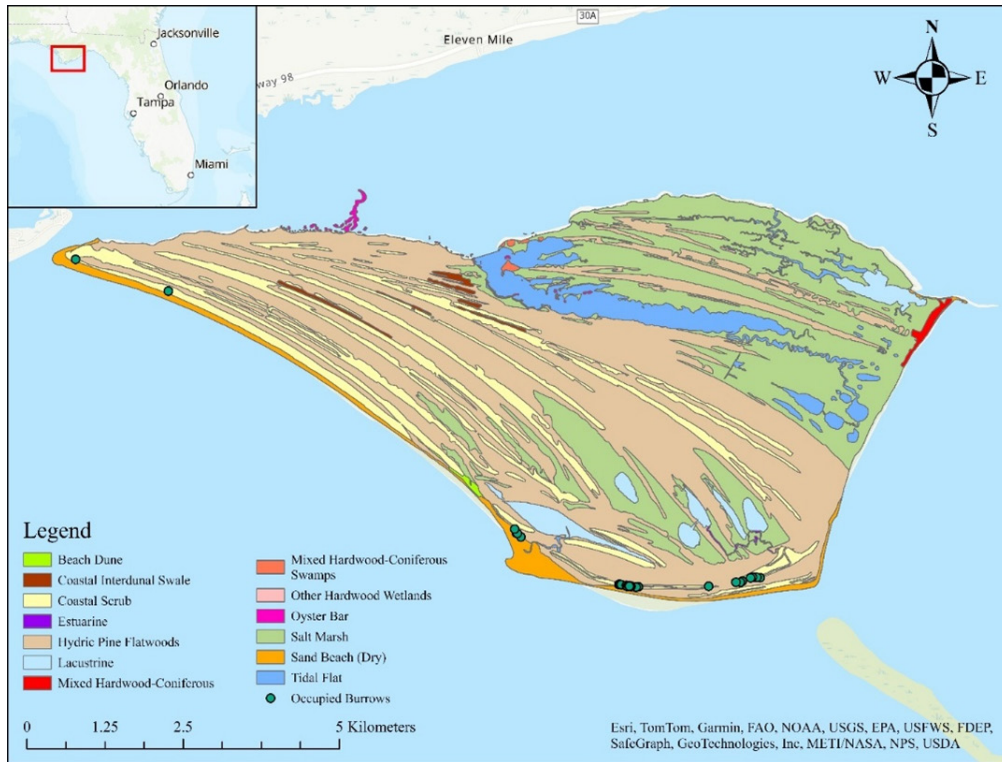 Jacksonville
Orlando
Tampa
Miami
30A
Eleven Mile
way 98
N
W
E
S
Legend
Beach Dune
Coastal Interdunal Swale
Coastal Scrub
Estuarine
Hydric Pine Flatwoods
Lacustrine
Mixed Hardwood-Coniferous
Mixed Hardwood-Coniferous
Swamps
Other Hardwood Wetlands
Oyster Bar
Salt Marsh
Sand Beach (Dry)
Tidal Flat
Occupied Burrows
0 1.25 2.5 5 Kilometers
Esri, TomTom, Garmin, FAO, NOAA, USGS, EPA, USFWS, FDEP,
SafeGraph, GeoTechnologies, Inc, METI/NASA, NPS, USDA